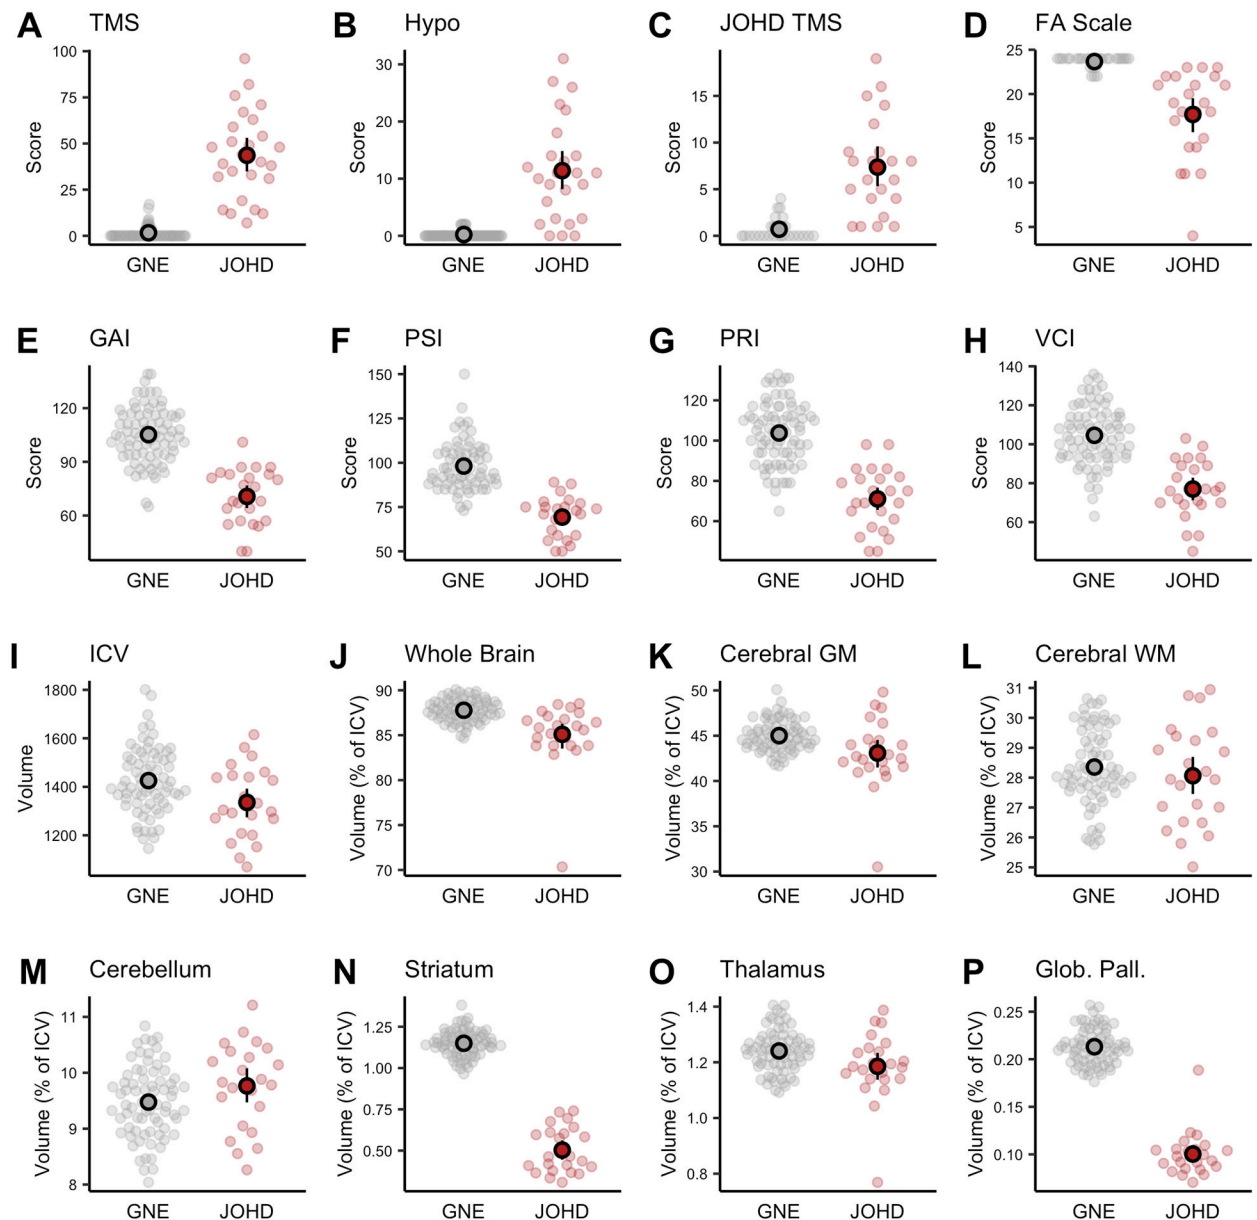 A TMS
Score
100
75
50
25
0
GNE JOHD
B Hypo
Score
30
20
10
0
GNE JOHD
C JOHD TMS
Score
15
10
5
0
GNE JOHD
D FA Scale
Score
25
20
15
10
5
GNE JOHD
E GAI
Score
120
90
60
GNE JOHD
F PSI
Score
150
125
100
75
50
GNE JOHD
G PRI
Score
120
100
80
60
GNE JOHD
H VCI
Score
140
120
100
80
60
GNE JOHD
I ICV
Volume
1800
1600
1400
1200
GNE JOHD
J Whole Brain
Volume (% of ICV)
90
85
80
75
70
GNE JOHD
K Cerebral GM
Volume (% of ICV)
50
45
40
35
30
GNE JOHD
L Cerebral WM
Volume (% of ICV)
31
30
29
28
27
26
25
GNE JOHD
M Cerebellum
Volume (% of ICV)
11
10
9
8
GNE JOHD
N Striatum
Volume (% of ICV)
1.25
1.00
0.75
0.50
GNE JOHD
O Thalamus
Volume (% of ICV)
1.4
1.2
1.0
0.8
GNE JOHD
P Glob. Pall.
Volume (% of ICV)
0.25
0.20
0.15
0.10
GNE JOHD